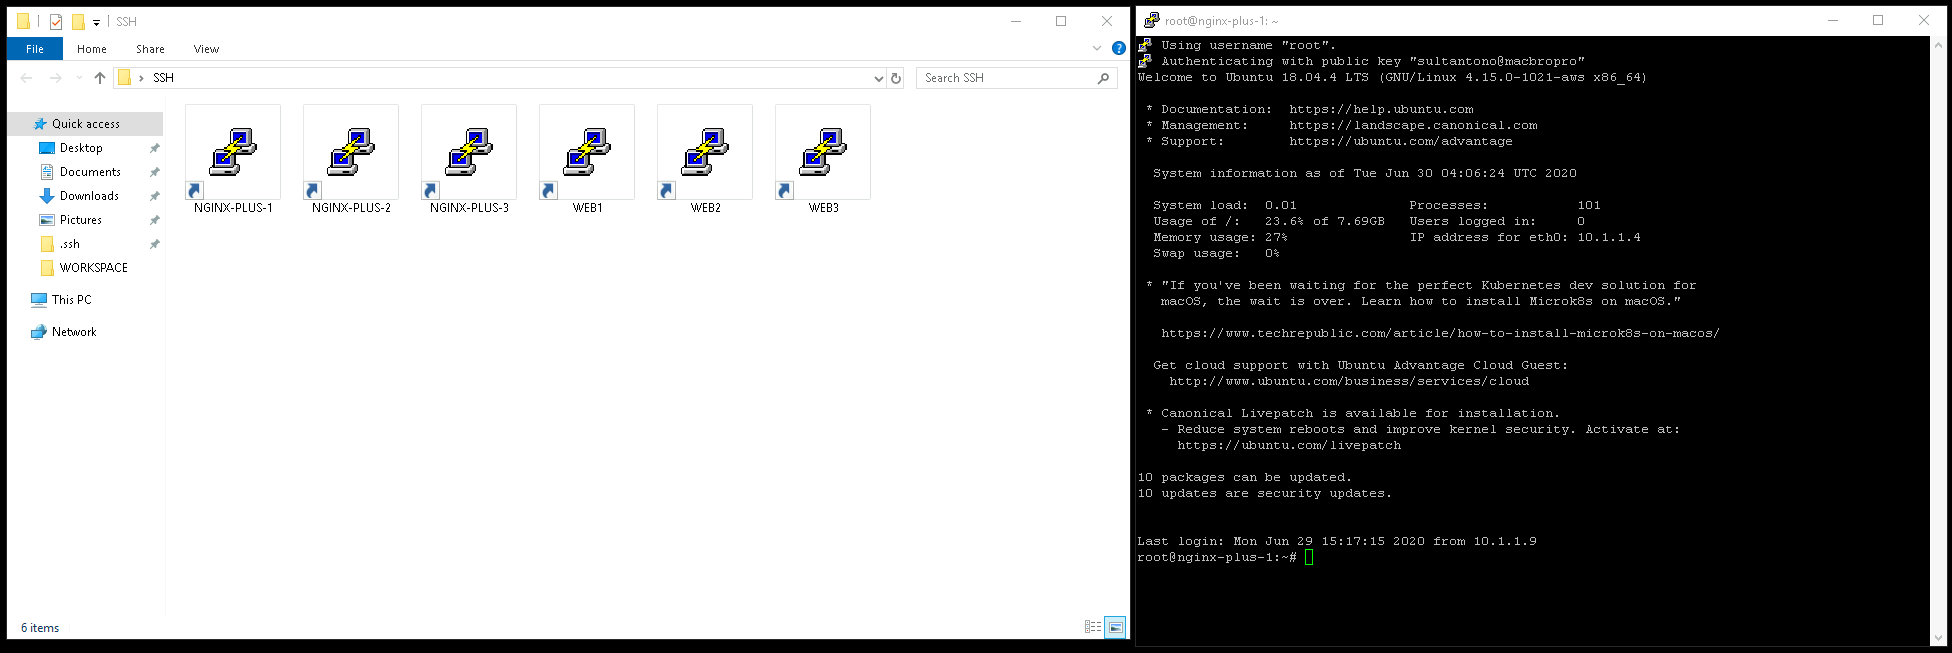 SSH
File Home Share View
SSH
Search SSH
Quick access
Desktop
Documents
Downloads
Pictures
.ssh
WORKSPACE
This PC
Network
NGINX-PLUS-1 NGINX-PLUS-2 NGINX-PLUS-3 WEB1 WEB2 WEB3
6 items
root@nginx-plus-1: ~
Using username "root".
Authenticating with public key "sultantono@macbropro"
Welcome to Ubuntu 18.04.4 LTS (GNU/Linux 4.15.0-1021-aws x86_64)
* Documentation:  https://help.ubuntu.com
* Management:     https://landscape.canonical.com
* Support:        https://ubuntu.com/advantage
System information as of Tue Jun 30 04:06:24 UTC 2020
System load:  0.01              Processes:           101
Usage of /:   23.6% of 7.69GB   Users logged in:     0
Memory usage: 27%               IP address for eth0: 10.1.1.4
Swap usage:   0%
* "If you've been waiting for the perfect Kubernetes dev solution for
macOS, the wait is over. Learn how to install Microk8s on macOS."
https://www.techrepublic.com/article/how-to-install-microk8s-on-macos/
Get cloud support with Ubuntu Advantage Cloud Guest:
http://www.ubuntu.com/business/services/cloud
* Canonical Livepatch is available for installation.
- Reduce system reboots and improve kernel security. Activate at:
https://ubuntu.com/livepatch
10 packages can be updated.
10 updates are security updates.
Last login: Mon Jun 29 15:17:15 2020 from 10.1.1.9
root@nginx-plus-1:~#